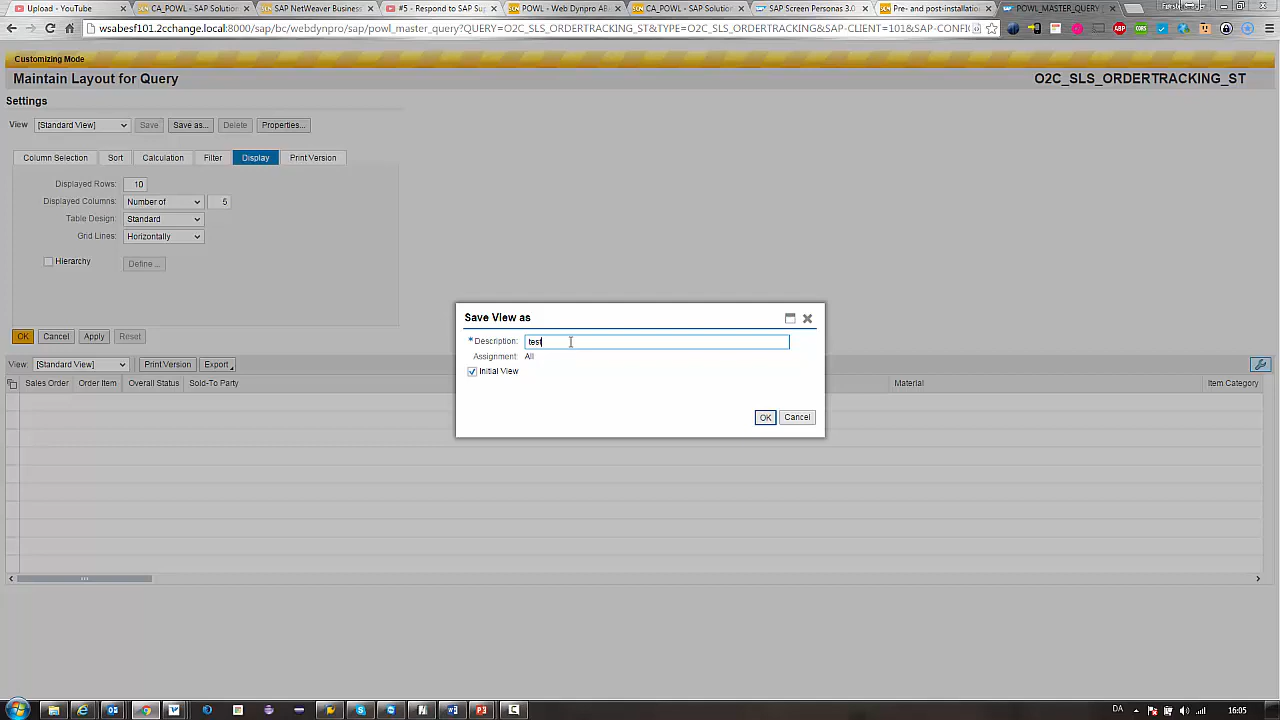 Upload - YouTube
CA_POWL - SAP Solution
SAP NetWeaver Busines
#5 - Respond to SAP Su
POWL - Web Dynpro AB
CA_POWL - SAP Solution
SAP Screen Personas 3.0
Pre- and post-installation
POWL_MASTER_QUERY
wsabesf101.2cchange.local:8000/sap/bc/webdynpro/sap/powl_master_query?QUERY=O2C_SLS_ORDERTRACKING_ST&TYPE=O2C_SLS_ORDERTRACKING&SAP-CLIENT=101&SAP-CONFI
Customizing Mode
Maintain Layout for Query
O2C_SLS_ORDERTRACKING_ST
Settings
View [Standard View] Save Save as... Delete Properties...
Column Selection Sort Calculation Filter Display Print Version
Displayed Rows: 10
Displayed Columns: Number of 5
Table Design: Standard
Grid Lines: Horizontally
Hierarchy Define ...
Save View as
* Description: test
Assignment: All
Initial View
OK Cancel
OK Cancel Apply Reset
View: [Standard View] Print Version Export
Sales Order Order Item Overall Status Sold-To Party Material Item Category
DA 16:05